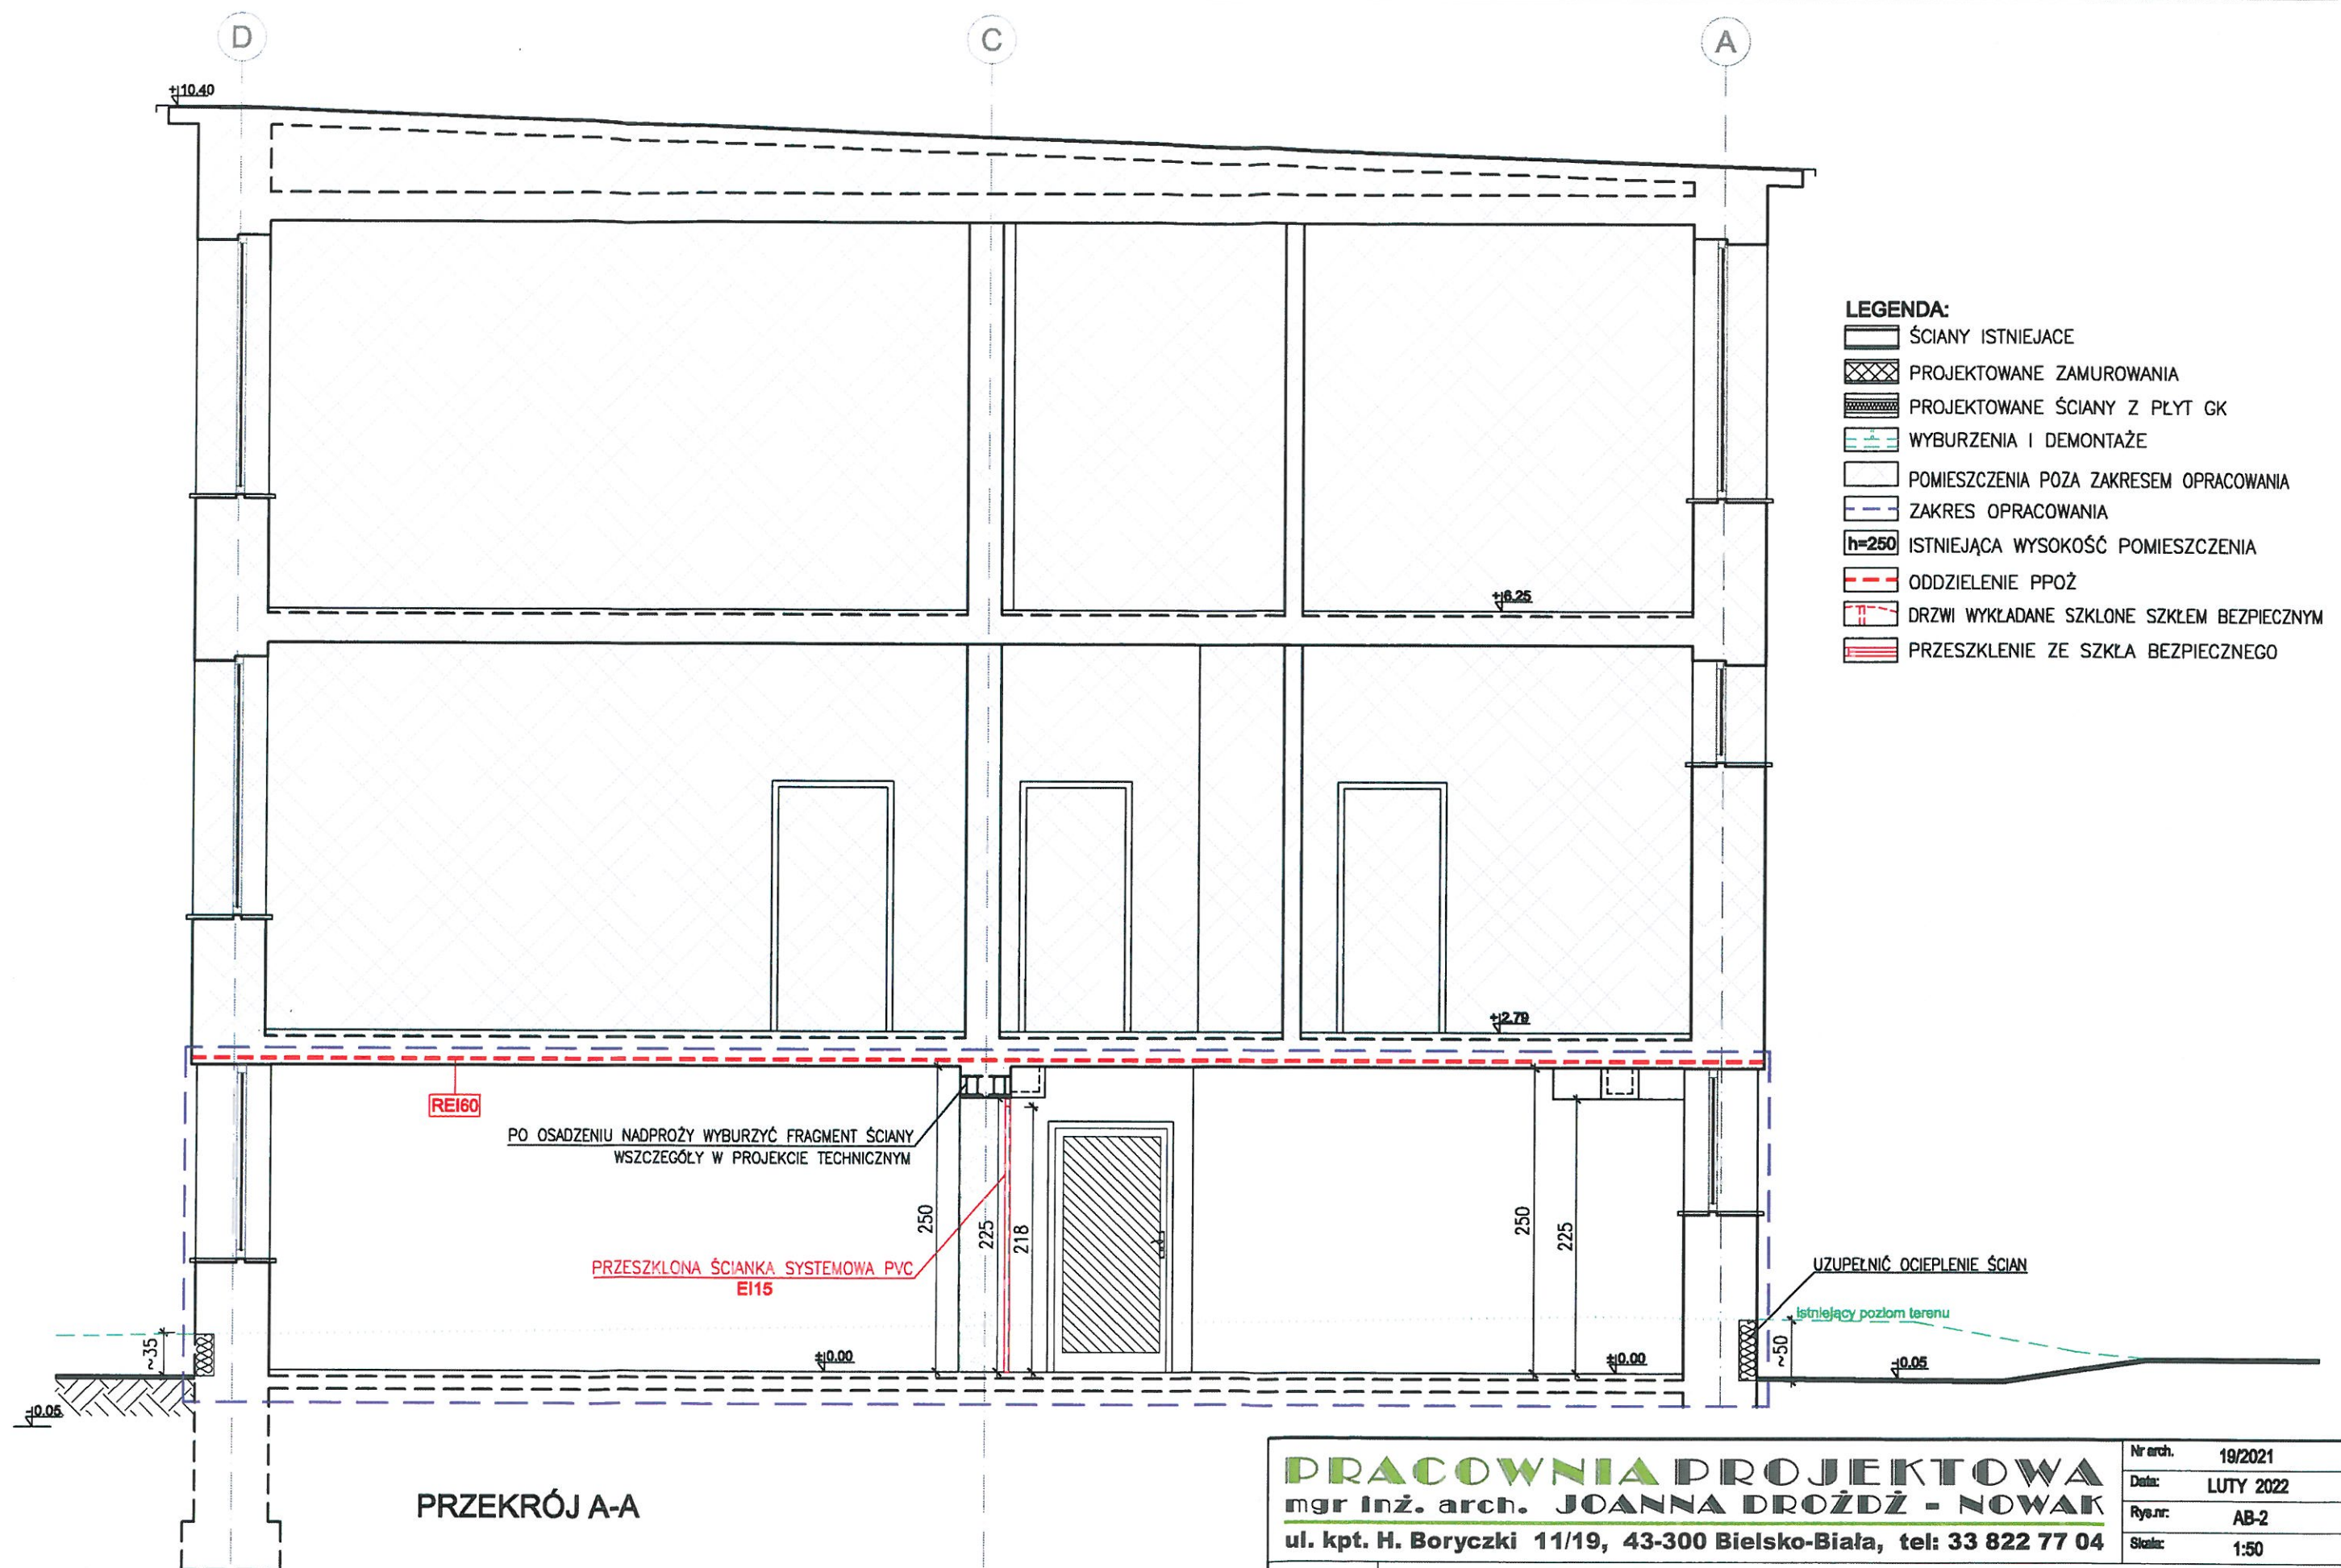 D
C
A
+10.40
LEGENDA:
ŚCIANY ISTNIEJACE
PROJEKTOWANE ZAMUROWANIA
PROJEKTOWANE ŚCIANY Z PŁYT GK
WYBURZENIA I DEMONTAŻE
POMIESZCZENIA POZA ZAKRESEM OPRACOWANIA
ZAKRES OPRACOWANIA
h=250 ISTNIEJĄCA WYSOKOŚĆ POMIESZCZENIA
ODDZIELENIE PPOŻ
DRZWI WYKŁADANE SZKLONE SZKŁEM BEZPIECZNYM
PRZESZKLENIE ZE SZKŁA BEZPIECZNEGO
+6.25
+2.79
REI60
PO OSADZENIU NADPROŻY WYBURZYĆ FRAGMENT ŚCIANY
WSZCZEGÓŁY W PROJEKCIE TECHNICZNYM
250
225
218
250
225
PRZESZKLONA ŚCIANKA SYSTEMOWA PVC
EI15
UZUPEŁNIĆ OCIEPLENIE ŚCIAN
istniejący poziom terenu
~35
~50
±0.00
±0.00
-0.05
-0.05
PRZEKRÓJ A-A
PRACOWNIA PROJEKTOWA
mgr inż. arch. JOANNA DROŻDŻ - NOWAK
ul. kpt. H. Boryczki 11/19, 43-300 Bielsko-Biała, tel: 33 822 77 04
Nr arch. 19/2021
Data: LUTY 2022
Rys.nr: AB-2
Skala: 1:50